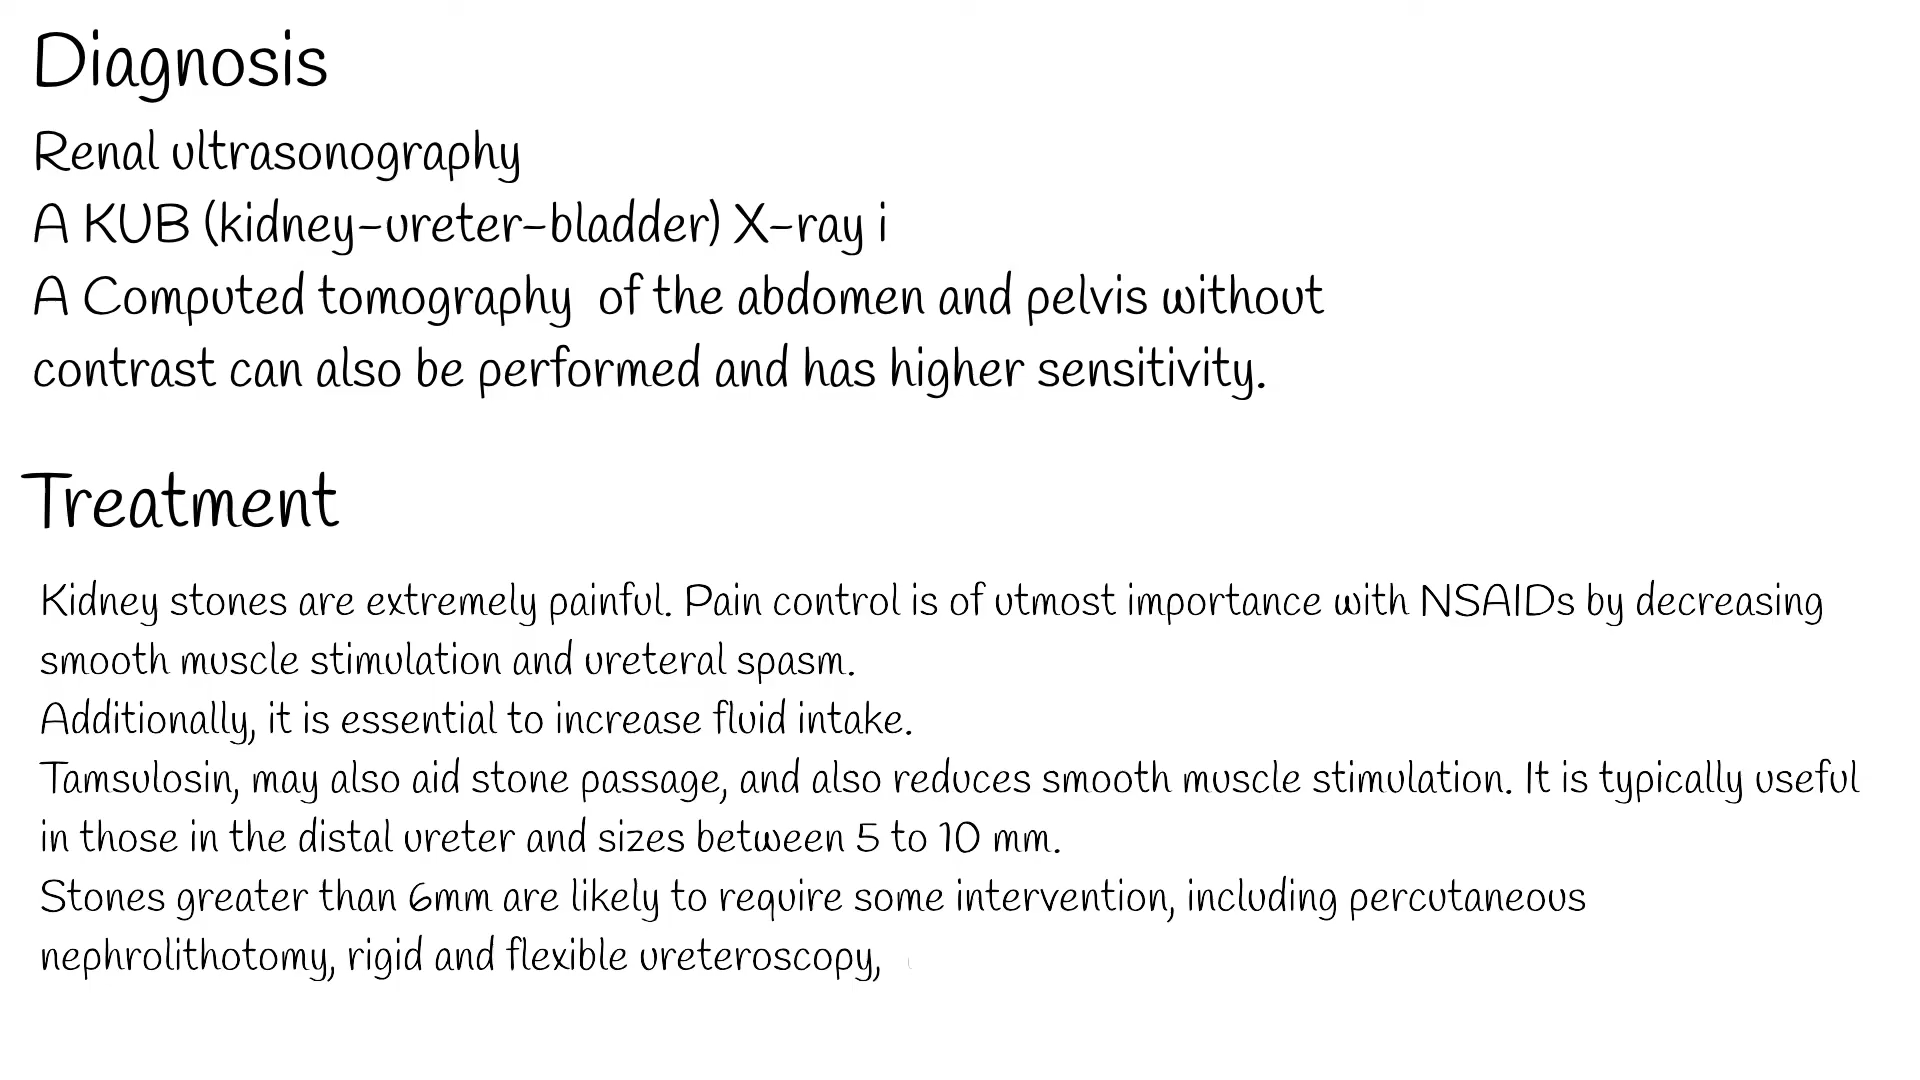 Diagnosis
Renal ultrasonography
A KUB (kidney-ureter-bladder) X-ray i
A Computed tomography  of the abdomen and pelvis without
contrast can also be performed and has higher sensitivity.
Treatment
Kidney stones are extremely painful. Pain control is of utmost importance with NSAIDs by decreasing
smooth muscle stimulation and ureteral spasm.
Additionally, it is essential to increase fluid intake.
Tamsulosin, may also aid stone passage, and also reduces smooth muscle stimulation. It is typically useful
in those in the distal ureter and sizes between 5 to 10 mm.
Stones greater than 6mm are likely to require some intervention, including percutaneous
nephrolithotomy, rigid and flexible ureteroscopy,